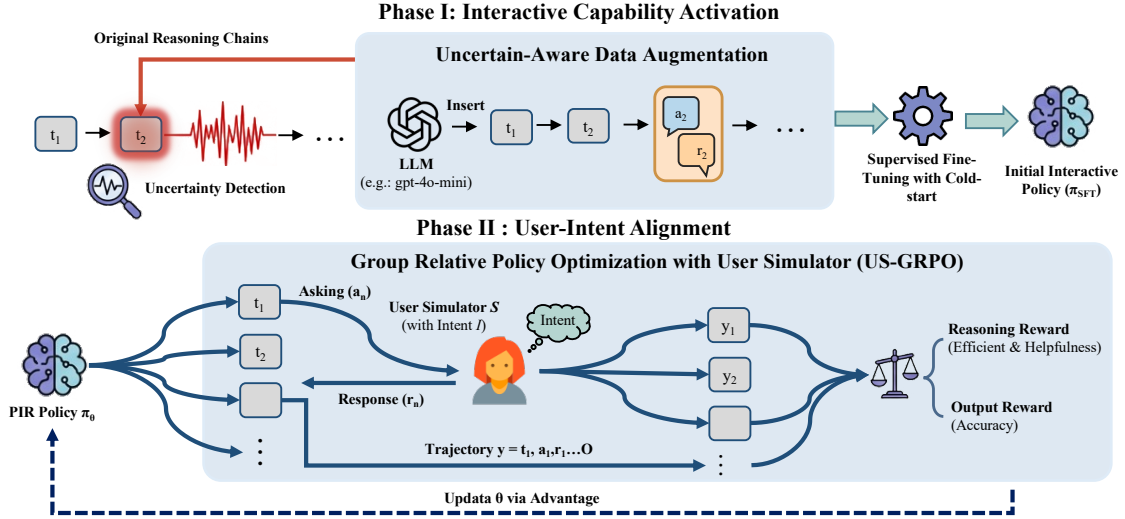 Phase I: Interactive Capability Activation
Original Reasoning Chains
Uncertain-Aware Data Augmentation
t1
t2
...
Uncertainty Detection
LLM
(e.g.: gpt-4o-mini)
Insert
t1
t2
a2
r2
...
Supervised Fine-
Tuning with Cold-
start
Initial Interactive
Policy (πSFT)
Phase II : User-Intent Alignment
Group Relative Policy Optimization with User Simulator (US-GRPO)
PIR Policy πθ
t1
t2
⋮
Asking (an)
Response (rn)
User Simulator S
(with Intent I)
Intent
Trajectory y = t1, a1,r1…O
y1
y2
⋮
Reasoning Reward
(Efficient & Helpfulness)
Output Reward
(Accuracy)
Updata θ via Advantage